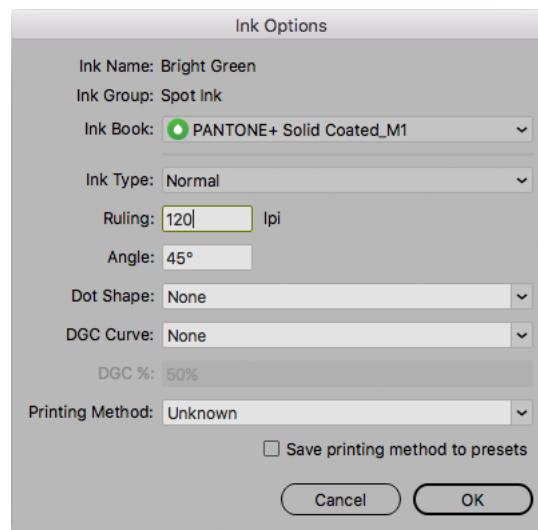 Ink Options
Ink Name: Bright Green
Ink Group: Spot Ink
Ink Book: PANTONE+ Solid Coated_M1
Ink Type: Normal
Ruling: 120 lpi
Angle: 45°
Dot Shape: None
DGC Curve: None
DGC %: 50%
Printing Method: Unknown
Save printing method to presets
Cancel OK